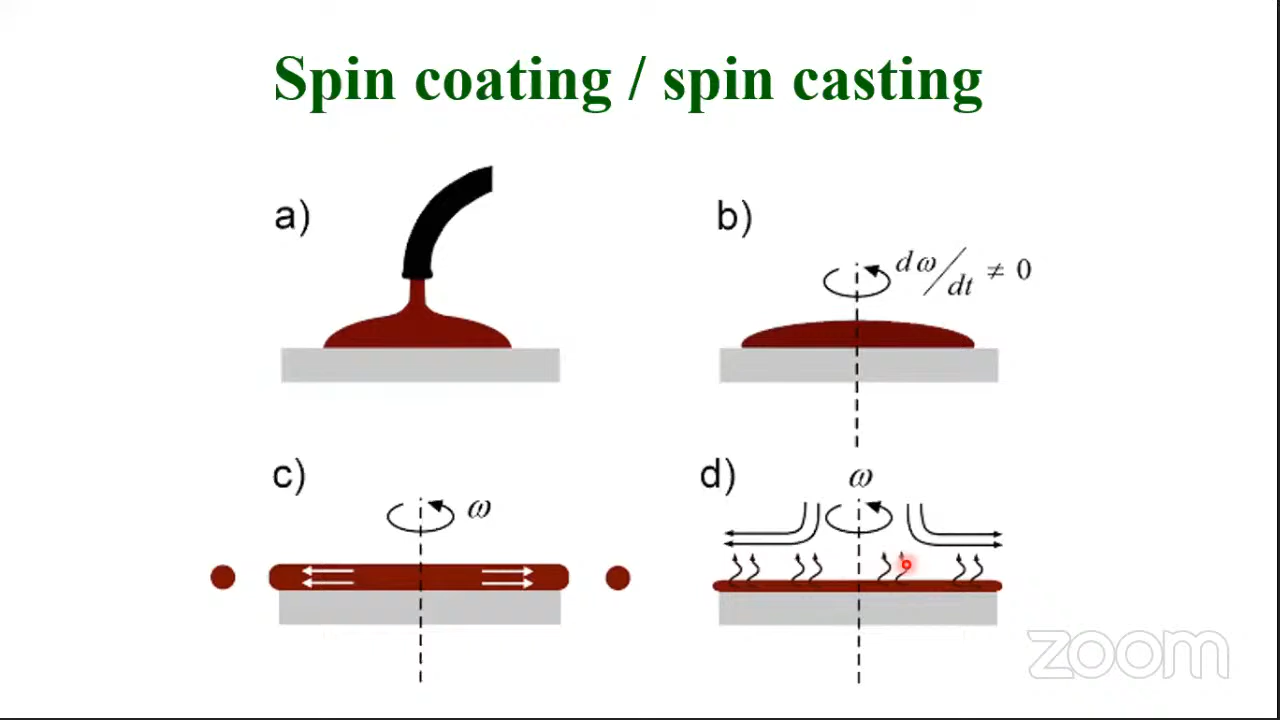 Spin coating / spin casting
a)
b)
dω/dt ≠ 0
c)
ω
d)
ω
zoom